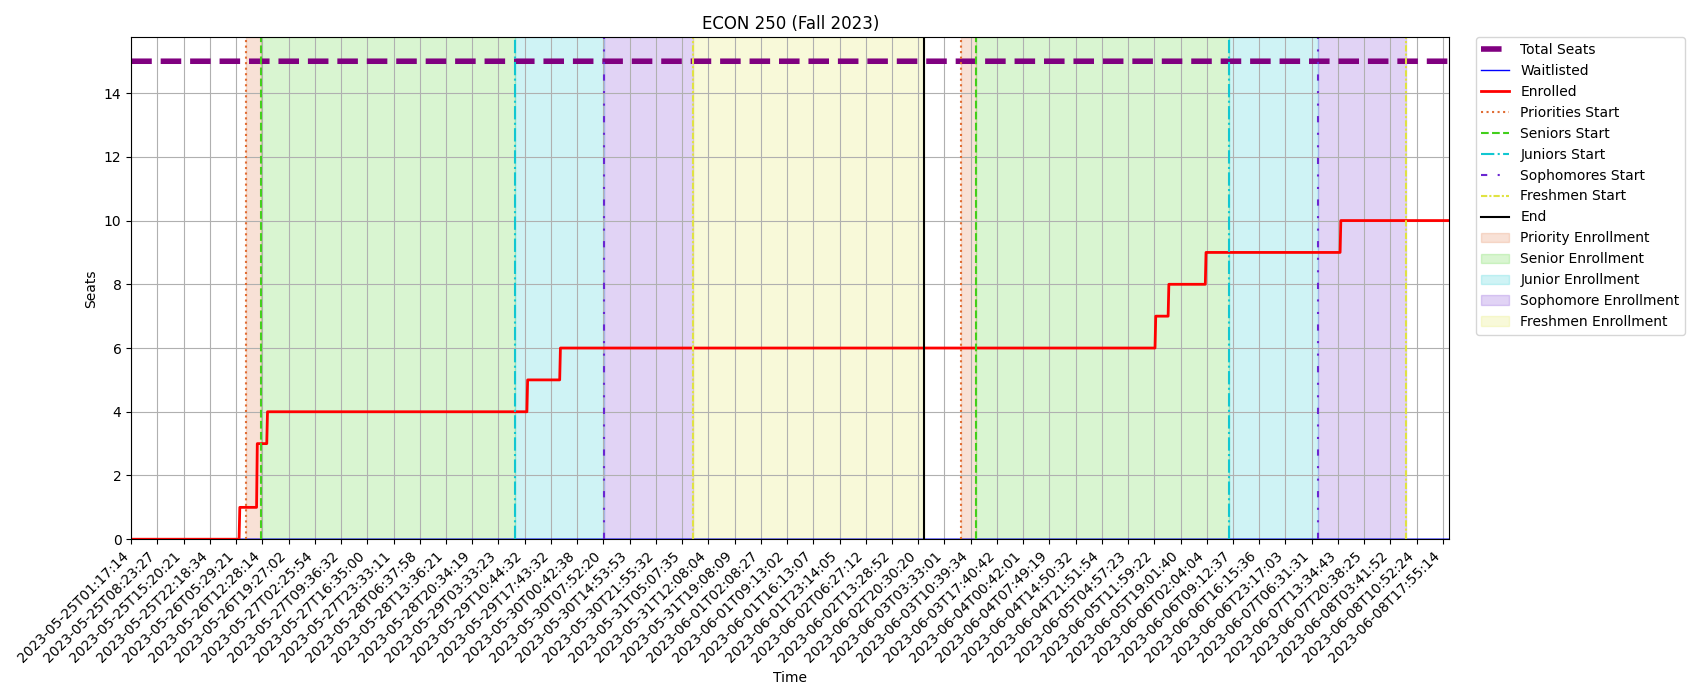 ECON 250 (Fall 2023)
Seats
14
12
10
8
6
4
2
0
2023-05-25T01:17:14
2023-05-25T08:23:27
2023-05-25T15:20:21
2023-05-25T22:18:34
2023-05-26T05:29:21
2023-05-26T12:28:14
2023-05-26T19:27:02
2023-05-27T02:25:54
2023-05-27T09:36:32
2023-05-27T16:35:00
2023-05-27T23:33:11
2023-05-28T06:37:58
2023-05-28T13:36:21
2023-05-28T20:34:19
2023-05-29T03:33:23
2023-05-29T10:44:32
2023-05-29T17:43:32
2023-05-30T00:42:38
2023-05-30T07:52:20
2023-05-30T14:53:53
2023-05-30T21:55:32
2023-05-31T05:07:35
2023-05-31T12:08:04
2023-05-31T19:08:09
2023-06-01T02:08:27
2023-06-01T09:13:02
2023-06-01T16:13:07
2023-06-01T23:14:05
2023-06-02T06:27:12
2023-06-02T13:28:52
2023-06-02T20:30:20
2023-06-03T03:33:01
2023-06-03T10:39:34
2023-06-03T17:40:42
2023-06-04T00:42:01
2023-06-04T07:49:19
2023-06-04T14:50:32
2023-06-04T21:51:54
2023-06-05T04:57:23
2023-06-05T11:59:22
2023-06-05T19:01:40
2023-06-06T02:04:04
2023-06-06T09:12:37
2023-06-06T16:15:36
2023-06-06T23:17:03
2023-06-07T06:31:31
2023-06-07T13:34:43
2023-06-07T20:38:25
2023-06-08T03:41:52
2023-06-08T10:52:24
2023-06-08T17:55:14
Time
Total Seats
Waitlisted
Enrolled
Priorities Start
Seniors Start
Juniors Start
Sophomores Start
Freshmen Start
End
Priority Enrollment
Senior Enrollment
Junior Enrollment
Sophomore Enrollment
Freshmen Enrollment